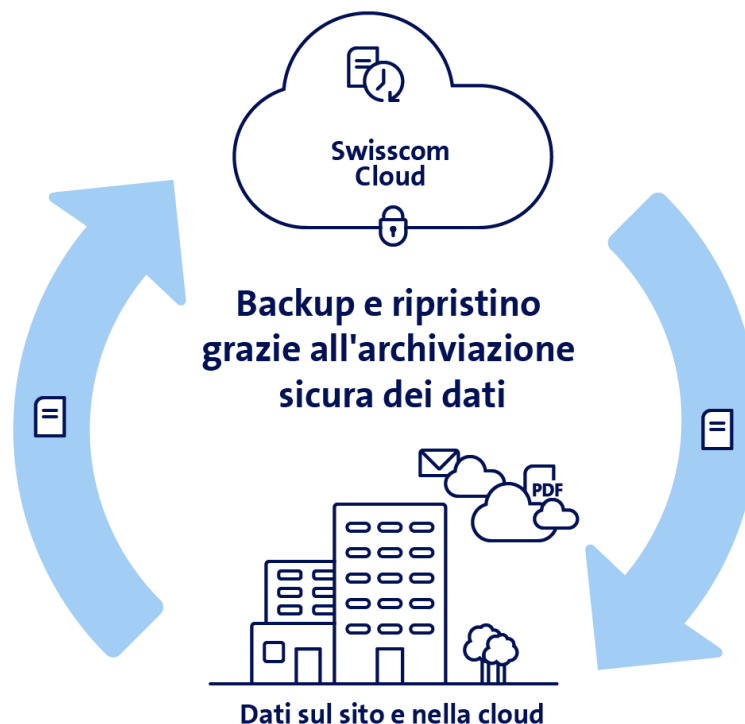 Swisscom
Cloud
Backup e ripristino
grazie all'archiviazione
sicura dei dati
PDF
Dati sul sito e nella cloud